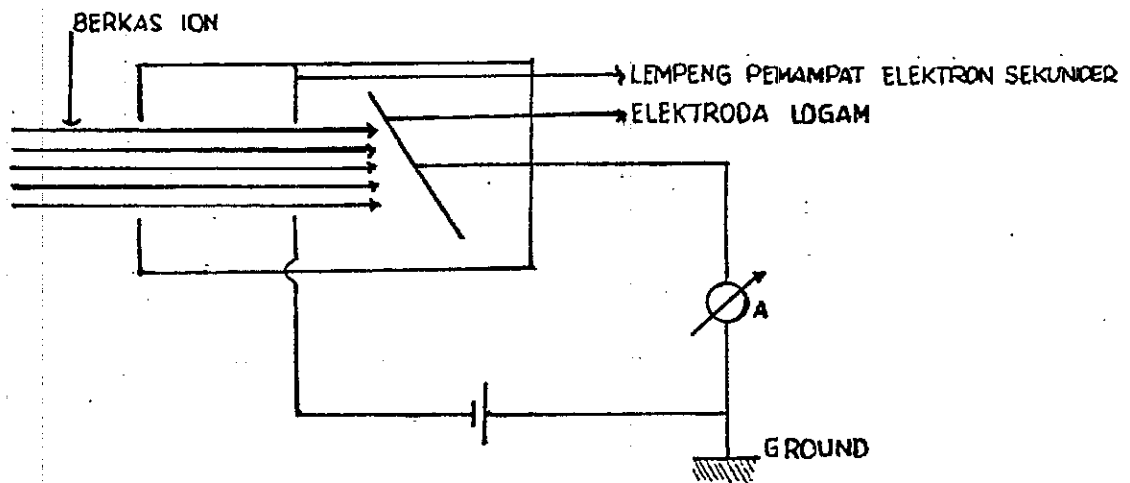 BERKAS ION
LEMPENG PEMAMPAT ELEKTRON SEKUNDER
ELEKTRODA LOGAM
A
GROUND